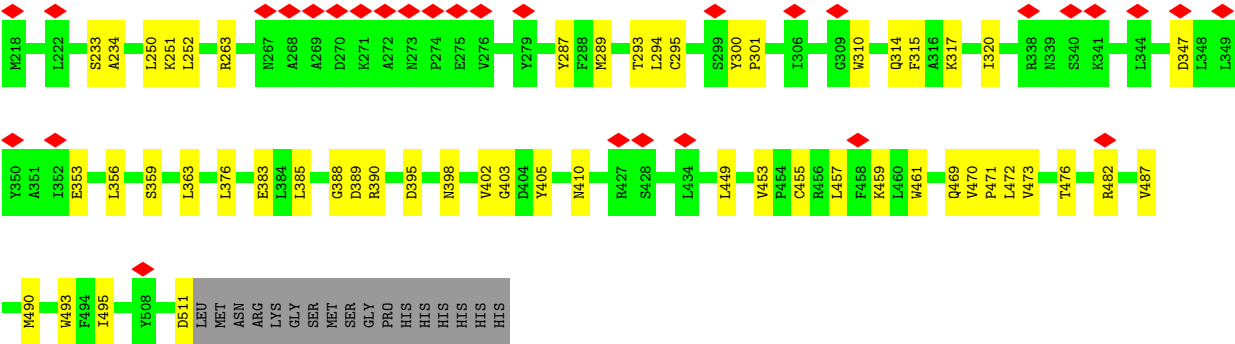 M218 L222 S233 A234 L250 K251 L252 R263 N267 A268 A269 D270 K271 A272 N273 P274 E275 V276 Y279 Y287 F288 M289 T293 L294 C295 S299 Y300 P301 I306 G309 W310 Q314 F315 A316 K317 I320 R338 N339 S340 K341 L344 D347 L348 L349
Y350 A351 I352 E353 L356 S359 L363 L376 E383 L384 L385 G388 D389 R390 D395 N398 V402 G403 D404 Y405 N410 R427 S428 L434 L449 V453 P454 C455 R456 L457 F458 K459 L460 W461 Q469 V470 P471 L472 V473 T476 R482 V487
M490 W493 F494 I495 Y508 D511 LEU MET ASN ARG LYS GLY SER MET SER GLY PRO HIS HIS HIS HIS HIS HIS